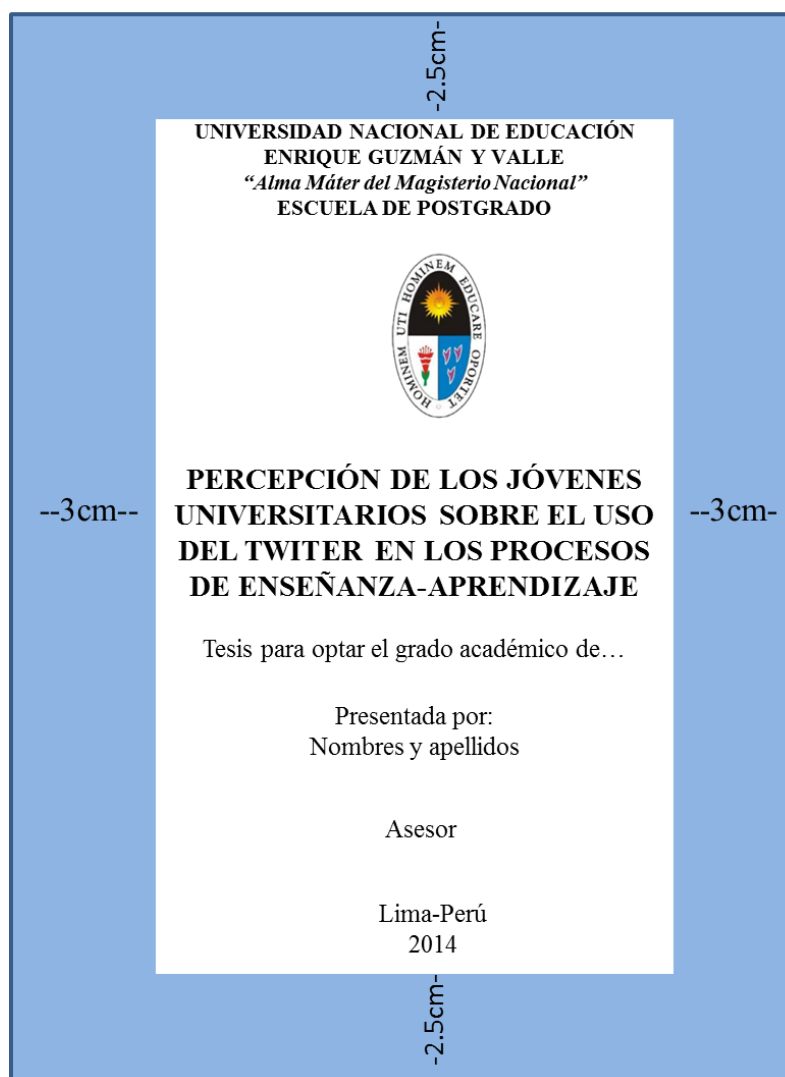 -2.5cm-
UNIVERSIDAD NACIONAL DE EDUCACIÓN
ENRIQUE GUZMÁN Y VALLE
“Alma Máter del Magisterio Nacional”
ESCUELA DE POSTGRADO
HOMINEM UTI HOMINEM EDUCARE OPORTET
PERCEPCIÓN DE LOS JÓVENES
--3cm-- UNIVERSITARIOS SOBRE EL USO --3cm-
DEL TWITER EN LOS PROCESOS
DE ENSEÑANZA-APRENDIZAJE
Tesis para optar el grado académico de…
Presentada por:
Nombres y apellidos
Asesor
Lima-Perú
2014
-2.5cm-